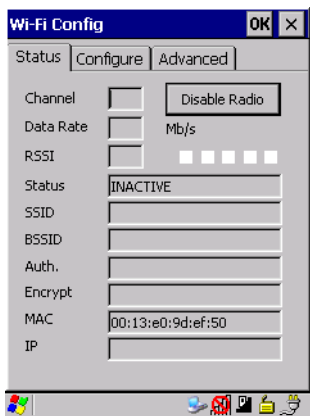 Wi-Fi Config OK ×
Status Configure Advanced
Channel Disable Radio
Data Rate Mb/s
RSSI
Status INACTIVE
SSID
BSSID
Auth.
Encrypt
MAC 00:13:e0:9d:ef:50
IP